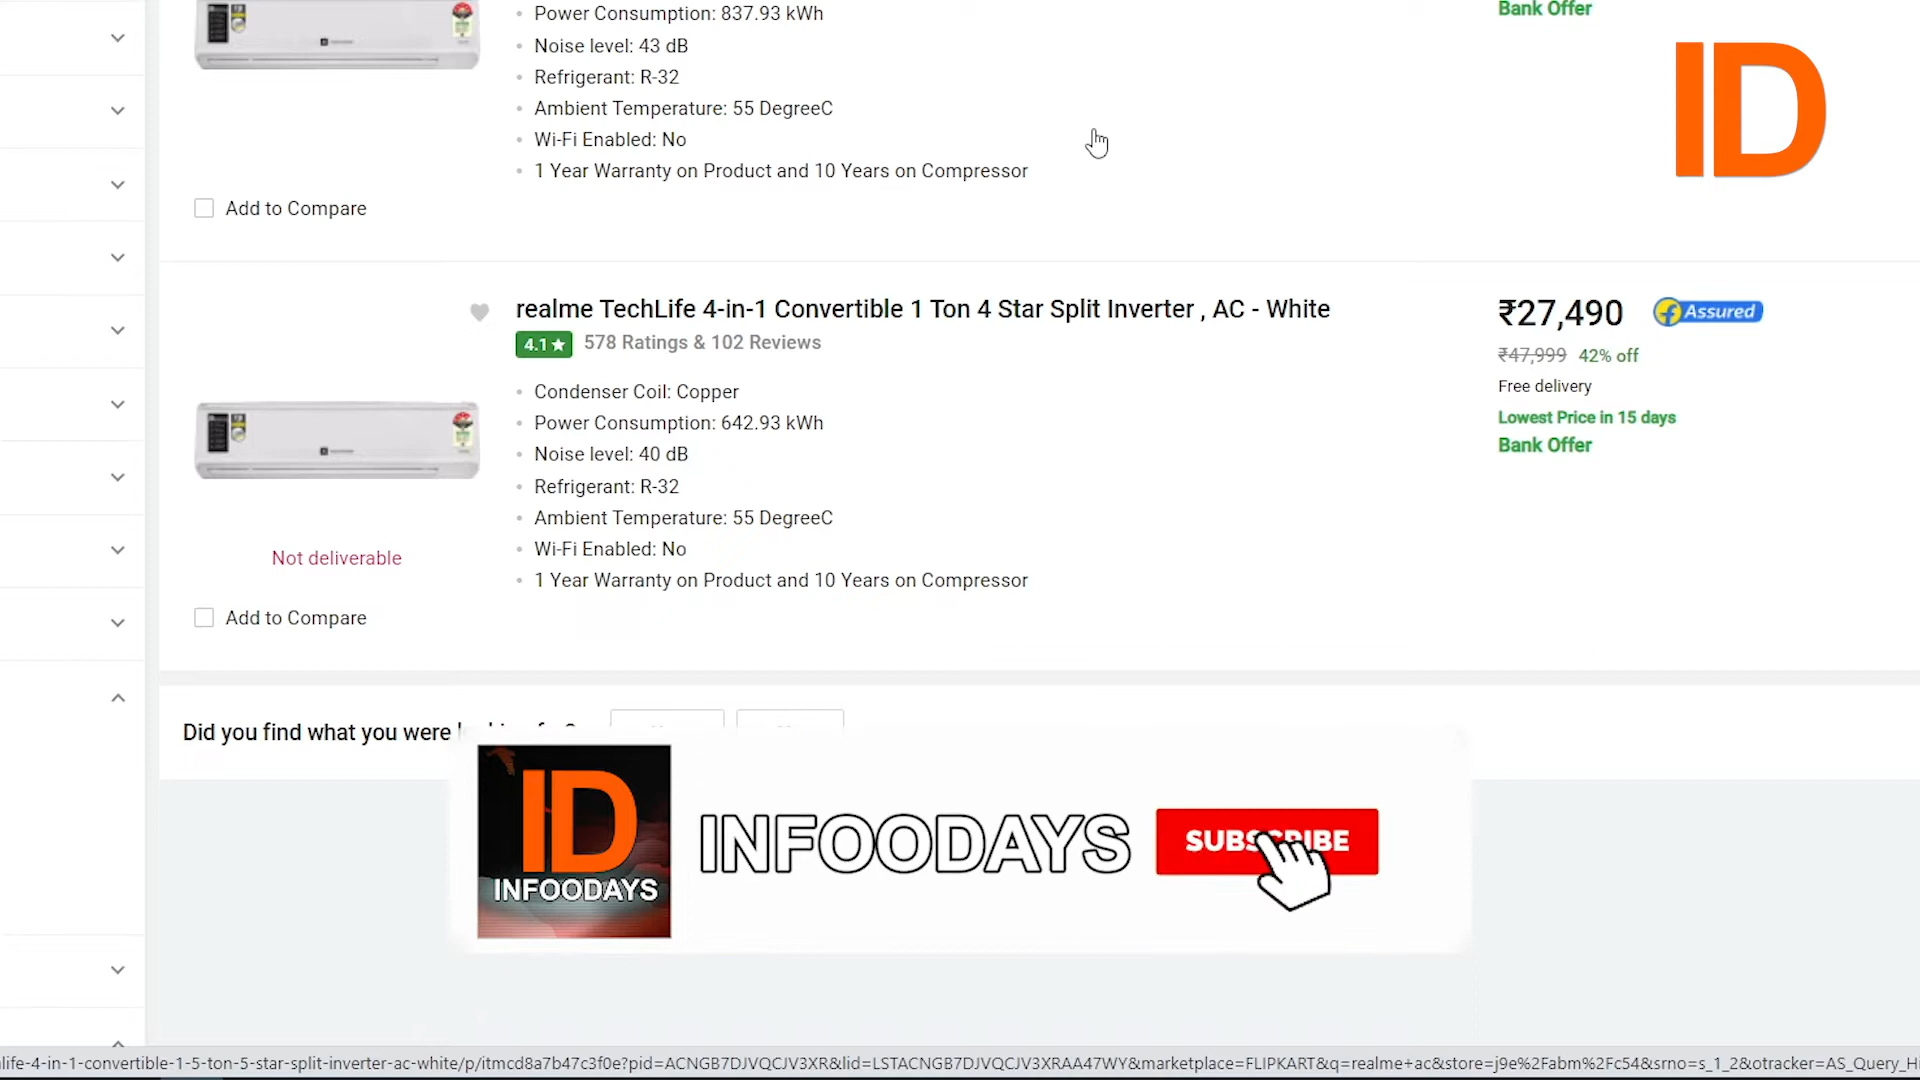 Power Consumption: 837.93 kWh
Bank Offer
Noise level: 43 dB
Refrigerant: R-32
Ambient Temperature: 55 DegreeC
Wi-Fi Enabled: No
1 Year Warranty on Product and 10 Years on Compressor
Add to Compare
ID
realme TechLife 4-in-1 Convertible 1 Ton 4 Star Split Inverter , AC - White
4.1★ 578 Ratings & 102 Reviews
Condenser Coil: Copper
Power Consumption: 642.93 kWh
Noise level: 40 dB
Refrigerant: R-32
Ambient Temperature: 55 DegreeC
Wi-Fi Enabled: No
1 Year Warranty on Product and 10 Years on Compressor
₹27,490 Assured
₹47,999 42% off
Free delivery
Lowest Price in 15 days
Bank Offer
Not deliverable
Add to Compare
Did you find what you were
ID
INFOODAYS
INFOODAYS
SUBSCRIBE
life-4-in-1-convertible-1-5-ton-5-star-split-inverter-ac-white/p/itmcd8a7b47c3f0e?pid=ACNGB7DJVQCJV3XR&lid=LSTACNGB7DJVQCJV3XRAA47WY&marketplace=FLIPKART&q=realme+ac&store=j9e%2Fabm%2Fc54&srno=s_1_2&otracker=AS_Query_H